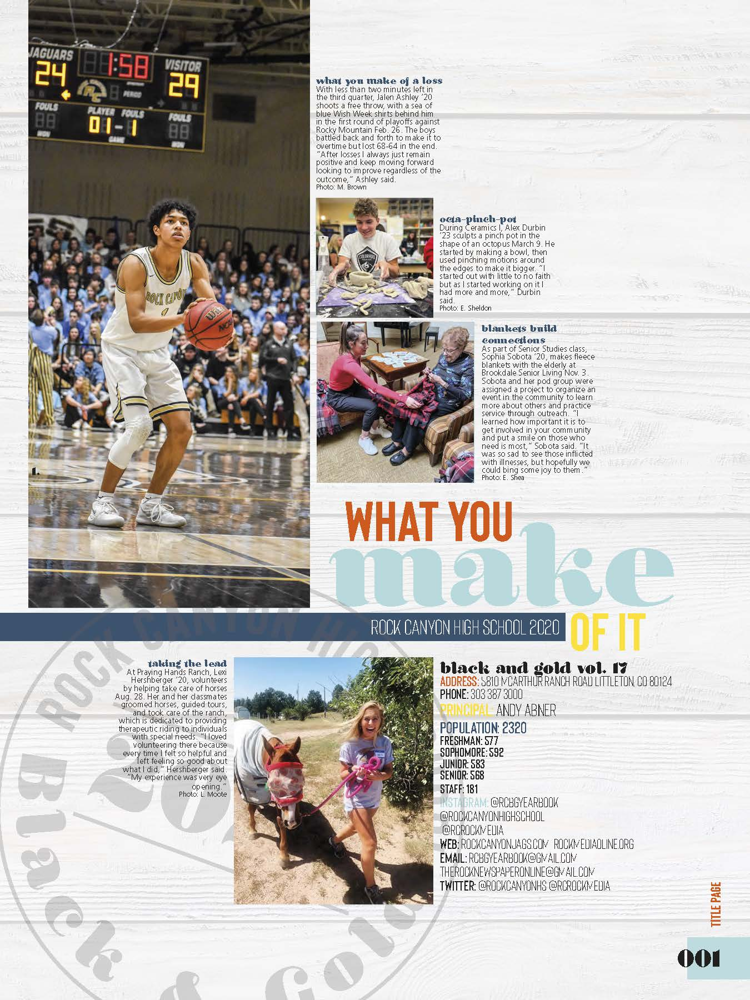 JAGUARS
24
1:58
VISITOR
29
PERIOD
FOULS
PLAYER FOULS
FOULS
01-1
WON
GAME
WON
ROCK CANYON
1
Wilson
NCAA
1.
what you make of a loss
With less than two minutes left in
the third quarter, Jalen Ashley ’20
shoots a free throw, with a sea of
blue Wish Week shirts behind him
in the first round of playoffs against
Rocky Mountain Feb. 26. The boys
battled back and forth to make it to
overtime but lost 68-64 in the end.
“After losses I always just remain
positive and keep moving forward
looking to improve regardless of the
outcome,” Ashley said.
Photo: M. Brown
COLORADO
octa-pinch-pot
During Ceramics I, Alex Durbin
’23 sculpts a pinch pot in the
shape of an octopus March 9. He
started by making a bowl, then
used pinching motions around
the edges to make it bigger. “I
started out with little to no faith
but as I started working on it I
had more and more,” Durbin
said.
Photo: E. Sheldon
blankets build
connections
As part of Senior Studies class,
Sophia Sobota ’20, makes fleece
blankets with the elderly at
Brookdale Senior Living Nov. 3.
Sobota and her pod group were
assigned a project to organize an
event in the community to learn
more about others and practice
service through outreach. “I
learned how important it is to
get involved in your community
and put a smile on those who
need is most,” Sobota said. “It
was so sad to see those inflicted
with illnesses, but hopefully we
could bing some joy to them.”
Photo: E. Shea
WHAT YOU
make
OF IT
ROCK CANYON HIGH SCHOOL 2020
taking the lead
At Praying Hands Ranch, Lexi
Hershberger ’20, volunteers
by helping take care of horses
Aug. 28. Her and her classmates
groomed horses, guided tours,
and took care of the ranch,
which is dedicated to providing
therapeutic riding to individuals
with special needs. “I loved
volunteering there because
every time I felt so helpful and
left feeling so good about
what I did,” Hershberger said.
“My experience was very eye
opening.”
Photo: L. Moote
black and gold vol. 17
ADDRESS: 5810 MCARTHUR RANCH ROAD LITTLETON, CO 80124
PHONE: 303 387 3000
PRINCIPAL: ANDY ABNER
POPULATION: 2320
FRESHMAN: 577
SOPHOMORE: 592
JUNIOR: 583
SENIOR: 568
STAFF: 181
INSTAGRAM: @RCBGYEARBOOK
@ROCKCANYONHIGHSCHOOL
@RCROCKMEDIA
WEB: ROCKCANYONJAGS.COM ROCKMEDIAOLINE.ORG
EMAIL: RCBGYEARBOOK@GMAIL.COM
THEROCKNEWSPAPERONLINE@GMAIL.COM
TWITTER: @ROCKCANYONHS @RCROCKMEDIA
ROCK CANYON HIG
Black
Gold
TITLE PAGE
001